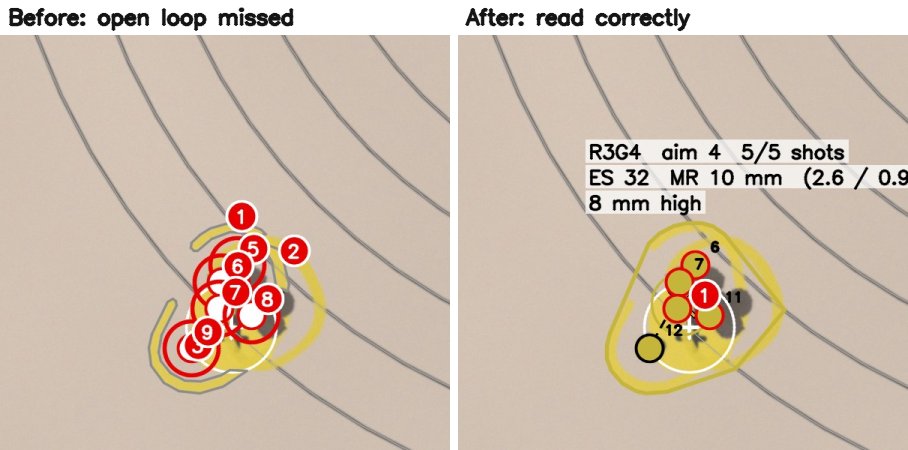 Before: open loop missed
After: read correctly
R3G4 aim 4 5/5 shots
ES 32 MR 10 mm (2.6 / 0.9
8 mm high
1
5
2
6
7
8
9
6
7
1
11
12